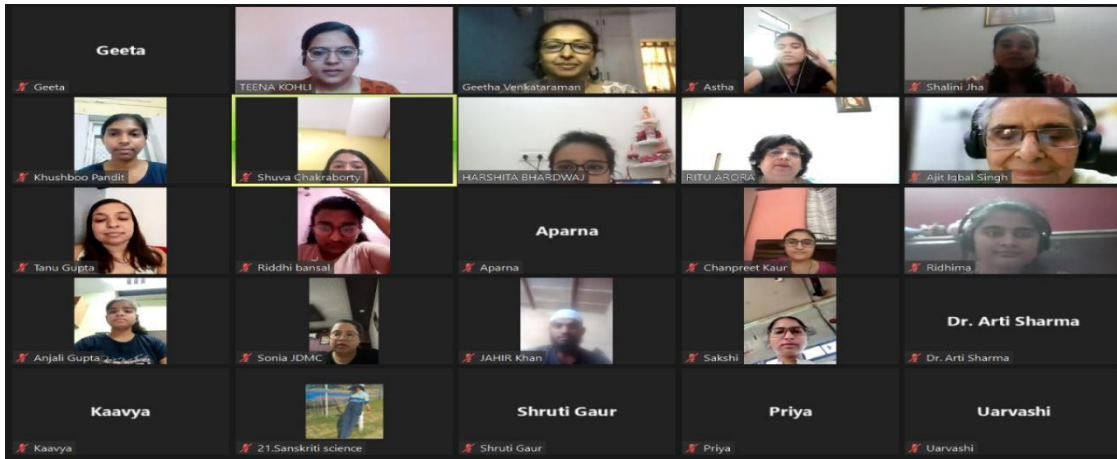 Geeta
Geeta
TEENA KOHLI
Geetha Venkataraman
Astha
Shalini Jha
Khushboo Pandit
Shuva Chakraborty
HARSHITA BHARDWAJ
RITU ARORA
Ajit Iqbal Singh
Tanu Gupta
Riddhi bansal
Aparna
Aparna
Chanpreet Kaur
Ridhima
Anjali Gupta
Sonia JDMC
JAHIR Khan
Sakshi
Dr. Arti Sharma
Dr. Arti Sharma
Kaavya
Kaavya
21.Sanskriti science
Shruti Gaur
Shruti Gaur
Priya
Priya
Uarvashi
Uarvashi